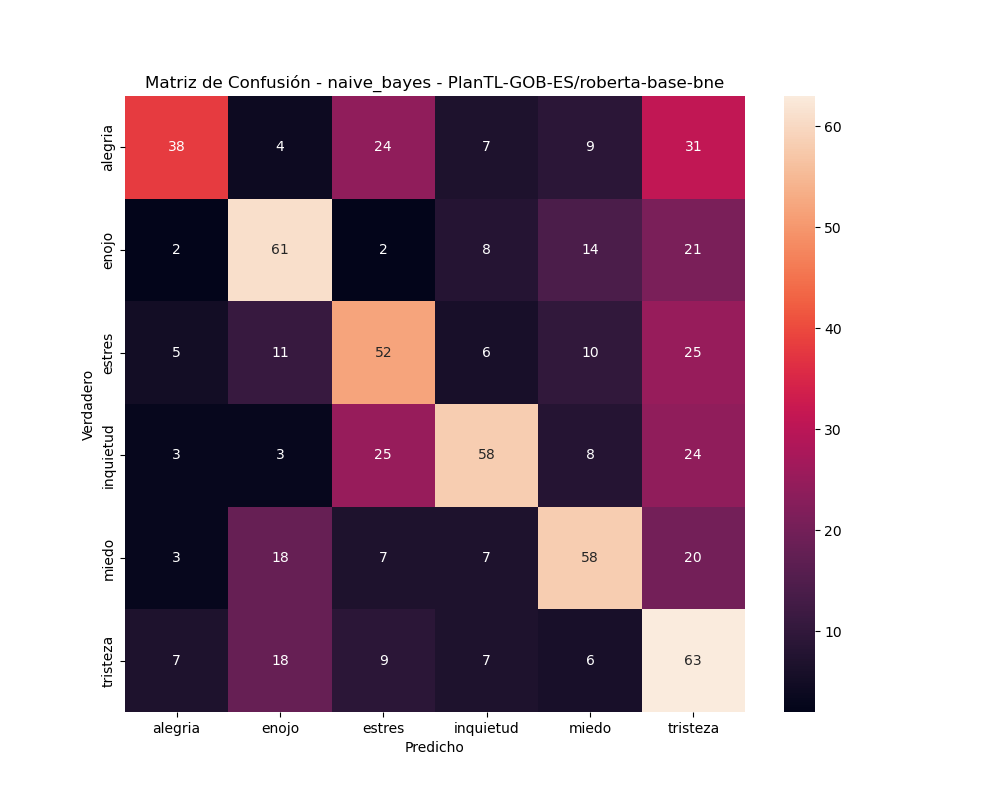 Matriz de Confusión - naive_bayes - PlanTL-GOB-ES/roberta-base-bne
Verdadero
alegria 38 4 24 7 9 31
enojo 2 61 2 8 14 21
estres 5 11 52 6 10 25
inquietud 3 3 25 58 8 24
miedo 3 18 7 7 58 20
tristeza 7 18 9 7 6 63
alegria enojo estres inquietud miedo tristeza
Predicho
60
50
40
30
20
10